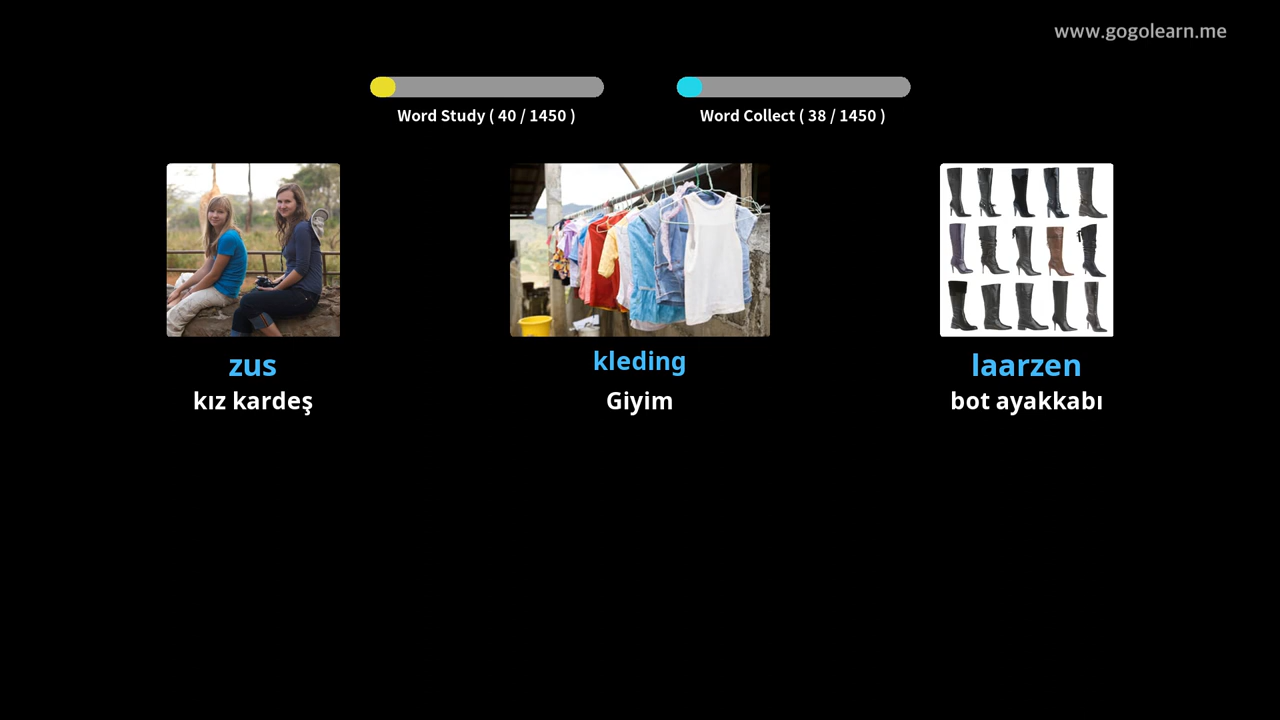 www.gogolearn.me
Word Study ( 40 / 1450 )
Word Collect ( 38 / 1450 )
zus
kız kardeş
kleding
Giyim
laarzen
bot ayakkabı